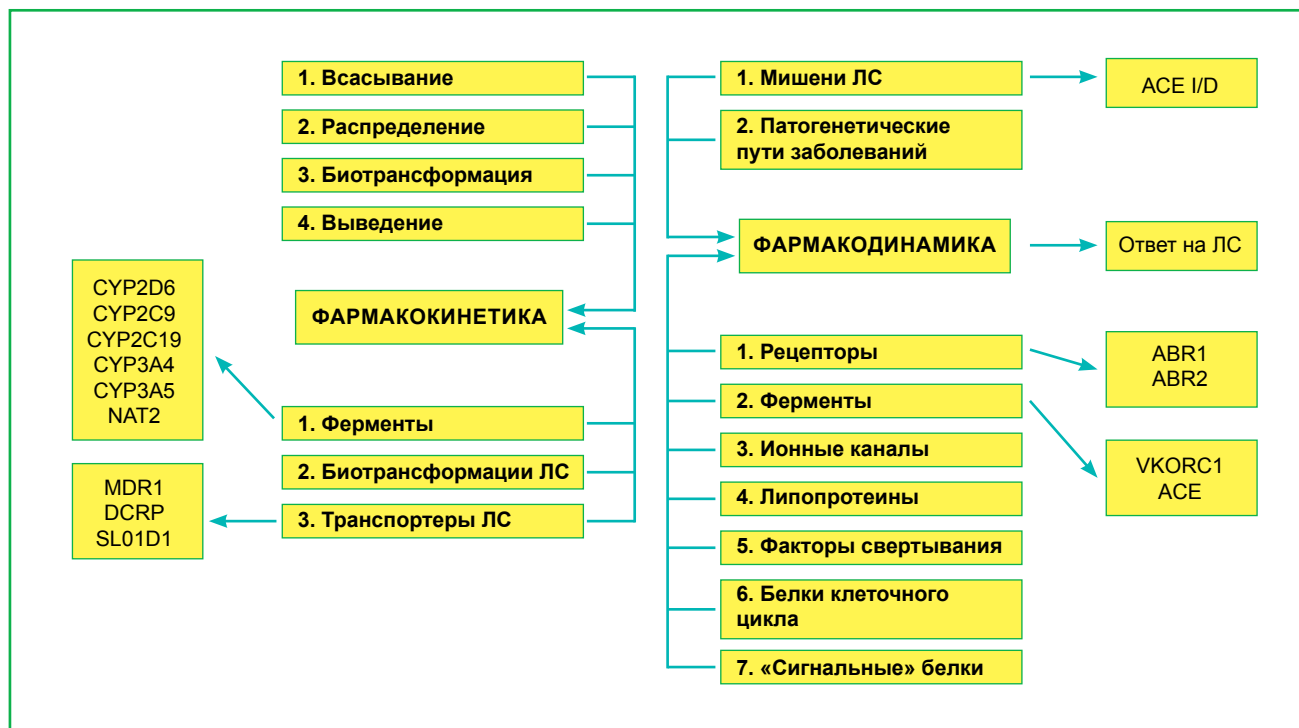 1. Всасывание
2. Распределение
3. Биотрансформация
4. Выведение
ФАРМАКОКИНЕТИКА
CYP2D6
CYP2C9
CYP2C19
CYP3A4
CYP3A5
NAT2
MDR1
DCRP
SL01D1
1. Ферменты
2. Биотрансформации ЛС
3. Транспортеры ЛС
1. Мишени ЛС
2. Патогенетические
пути заболеваний
ACE I/D
ФАРМАКОДИНАМИКА
Ответ на ЛС
1. Рецепторы
2. Ферменты
3. Ионные каналы
4. Липопротеины
5. Факторы свертывания
6. Белки клеточного
цикла
7. «Сигнальные» белки
ABR1
ABR2
VKORC1
ACE